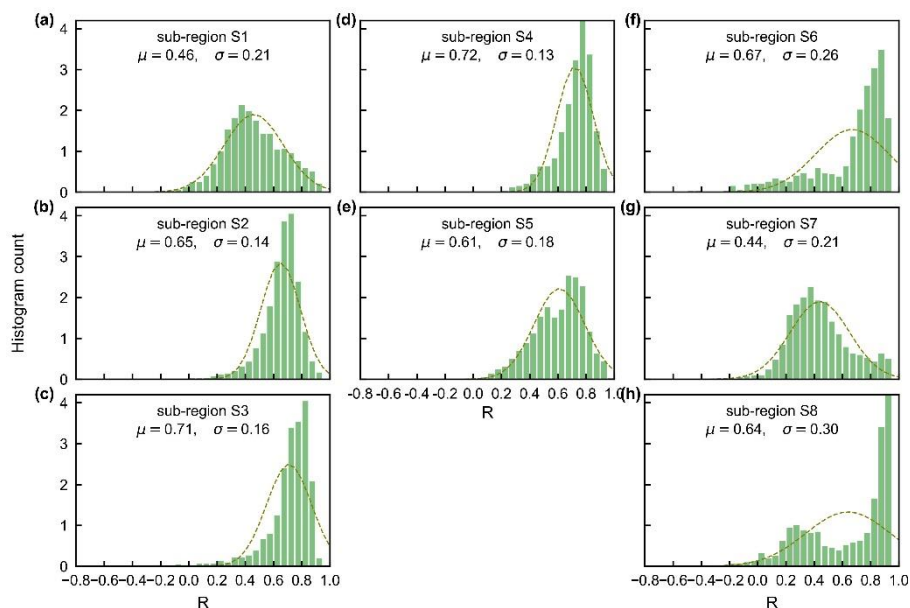 (a)
sub-region S1
μ = 0.46, σ = 0.21
4
3
2
1
0
(d)
sub-region S4
μ = 0.72, σ = 0.13
(f)
sub-region S6
μ = 0.67, σ = 0.26
(b)
sub-region S2
μ = 0.65, σ = 0.14
4
3
2
1
0
(e)
sub-region S5
μ = 0.61, σ = 0.18
−0.8−0.6−0.4−0.2 0.0 0.2 0.4 0.6 0.8 1.0
R
(g)
sub-region S7
μ = 0.44, σ = 0.21
Histogram count
(c)
sub-region S3
μ = 0.71, σ = 0.16
4
3
2
1
0
−0.8−0.6−0.4−0.2 0.0 0.2 0.4 0.6 0.8 1.0
R
(h)
sub-region S8
μ = 0.64, σ = 0.30
−0.8−0.6−0.4−0.2 0.0 0.2 0.4 0.6 0.8 1.0
R